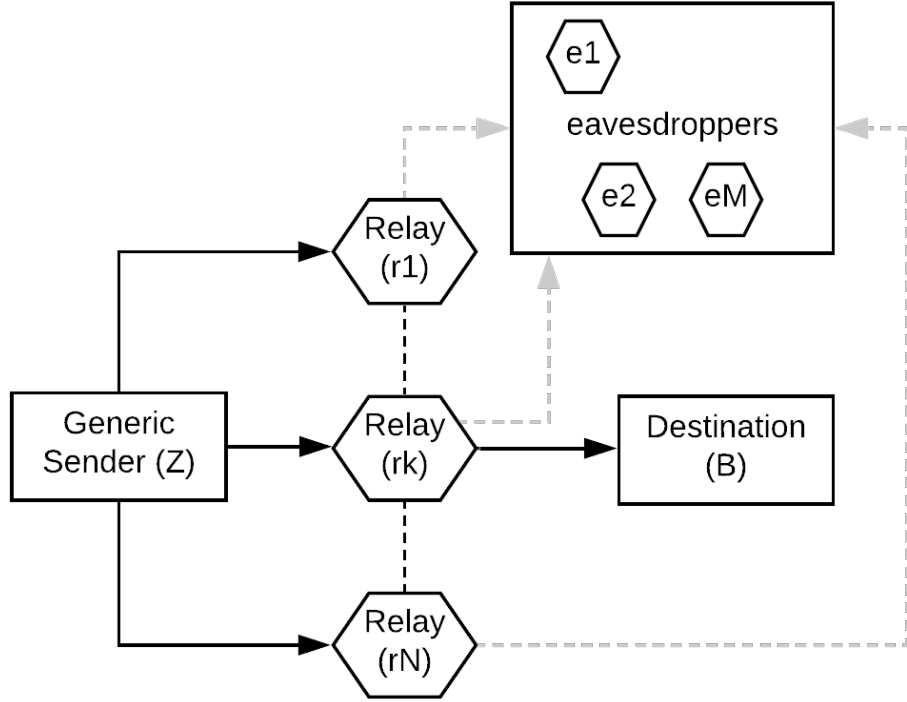 e1
eavesdroppers
e2
eM
Relay
(r1)
Generic
Sender (Z)
Relay
(rk)
Destination
(B)
Relay
(rN)